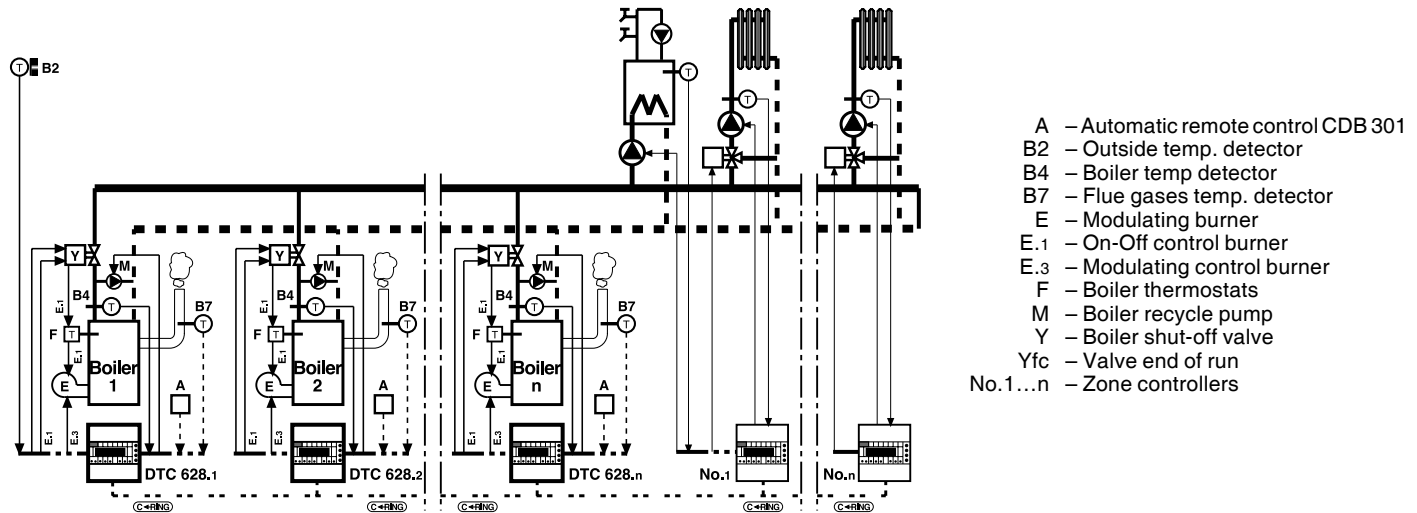 T B2
T
T
T
A – Automatic remote control CDB 301
B2 – Outside temp. detector
B4 – Boiler temp detector
B7 – Flue gases temp. detector
E – Modulating burner
E.1 – On-Off control burner
E.3 – Modulating control burner
F – Boiler thermostats
M – Boiler recycle pump
Y – Boiler shut-off valve
Yfc – Valve end of run
No.1...n – Zone controllers
Y M
E.1 B4 T B7
F T T
E.1
Boiler 1
E A
E.1 E.3
DTC 628.1
Y M
E.1 B4 T B7
F T T
E.1
Boiler 2
E A
E.1 E.3
DTC 628.2
Y M
E.1 B4 T B7
F T T
E.1
Boiler n
E A
E.1 E.3
DTC 628.n
No.1
No.n
C-RING
C-RING
C-RING
C-RING
C-RING